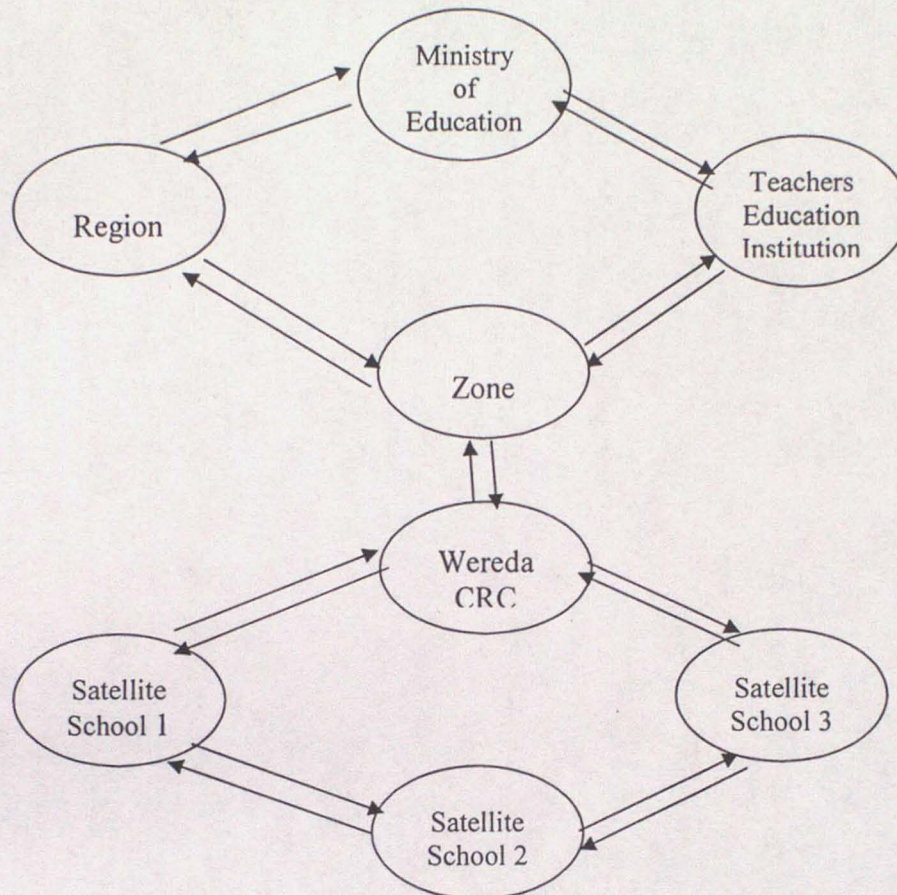 Ministry
of
Education
Region
Teachers
Education
Institution
Zone
Wereda
CRC
Satellite
School 1
Satellite
School 3
Satellite
School 2